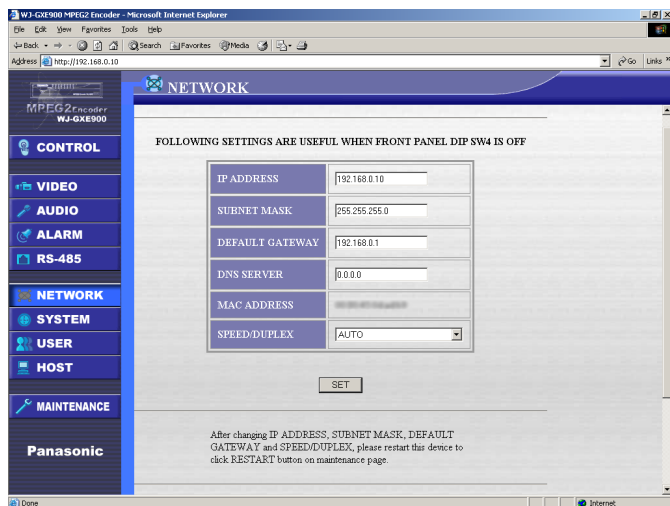 WJ-GXE900 MPEG2 Encoder - Microsoft Internet Explorer
File Edit View Favorites Tools Help
Back Search Favorites Media
Address http://192.168.0.10 Go Links
MPEG2Encoder
WJ-GXE900
CONTROL
VIDEO
AUDIO
ALARM
RS-485
NETWORK
SYSTEM
USER
HOST
MAINTENANCE
Panasonic
NETWORK
FOLLOWING SETTINGS ARE USEFUL WHEN FRONT PANEL DIP SW4 IS OFF
IP ADDRESS 192.168.0.10
SUBNET MASK 255.255.255.0
DEFAULT GATEWAY 192.168.0.1
DNS SERVER 0.0.0.0
MAC ADDRESS
SPEED/DUPLEX AUTO
SET
After changing IP ADDRESS, SUBNET MASK, DEFAULT
GATEWAY and SPEED/DUPLEX, please restart this device to
click RESTART button on maintenance page.
Done Internet